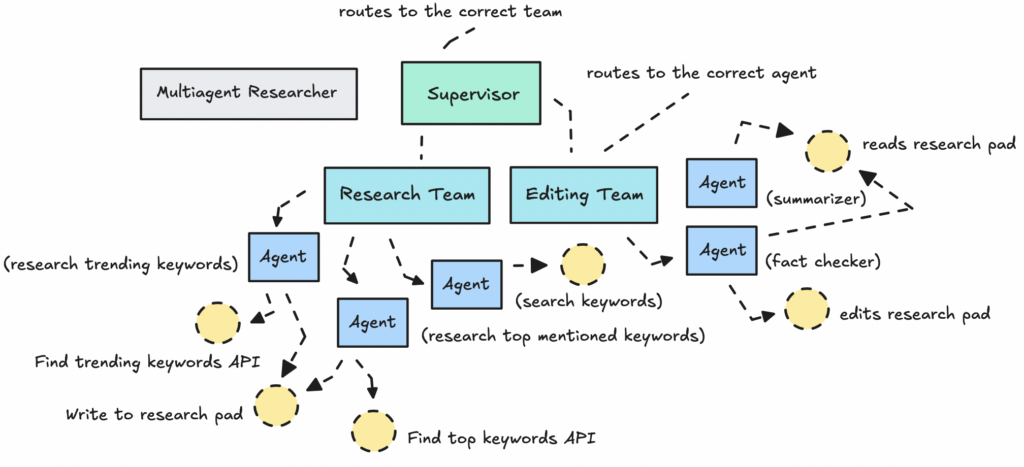 routes to the correct team
routes to the correct agent
Multiagent Researcher
Supervisor
reads research pad
Research Team
Editing Team
Agent
(summarizer)
Agent
(research trending keywords)
Agent
(fact checker)
Agent
(search keywords)
Agent
(research top mentioned keywords)
edits research pad
Find trending keywords API
Write to research pad
Find top keywords API